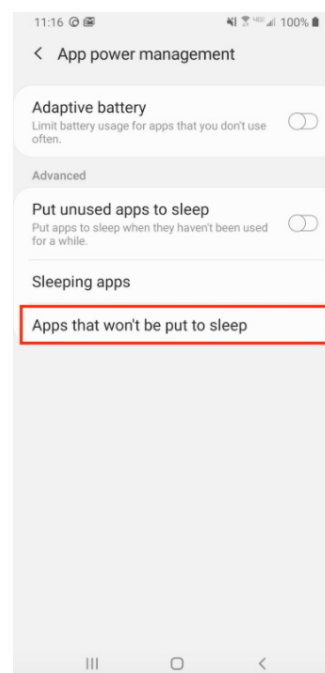 11:16 100%
App power management
Adaptive battery
Limit battery usage for apps that you don't use
often.
Advanced
Put unused apps to sleep
Put apps to sleep when they haven't been used
for a while.
Sleeping apps
Apps that won't be put to sleep